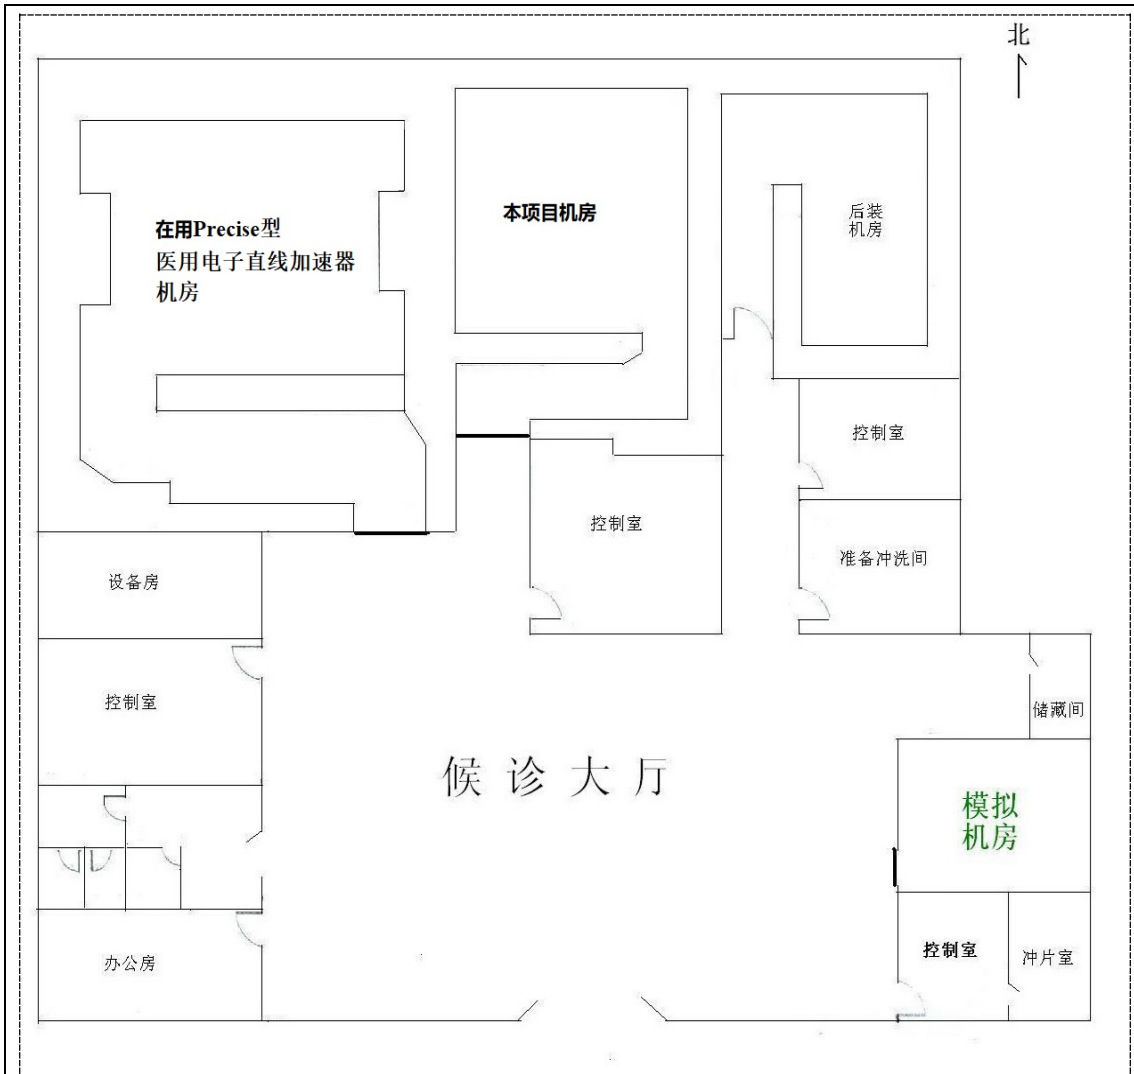 北
在用Precise型
医用电子直线加速器
机房
本项目机房
后装
机房
控制室
控制室
准备冲洗间
设备房
控制室
储藏间
候诊大厅
模拟
机房
控制室
冲片室
办公房